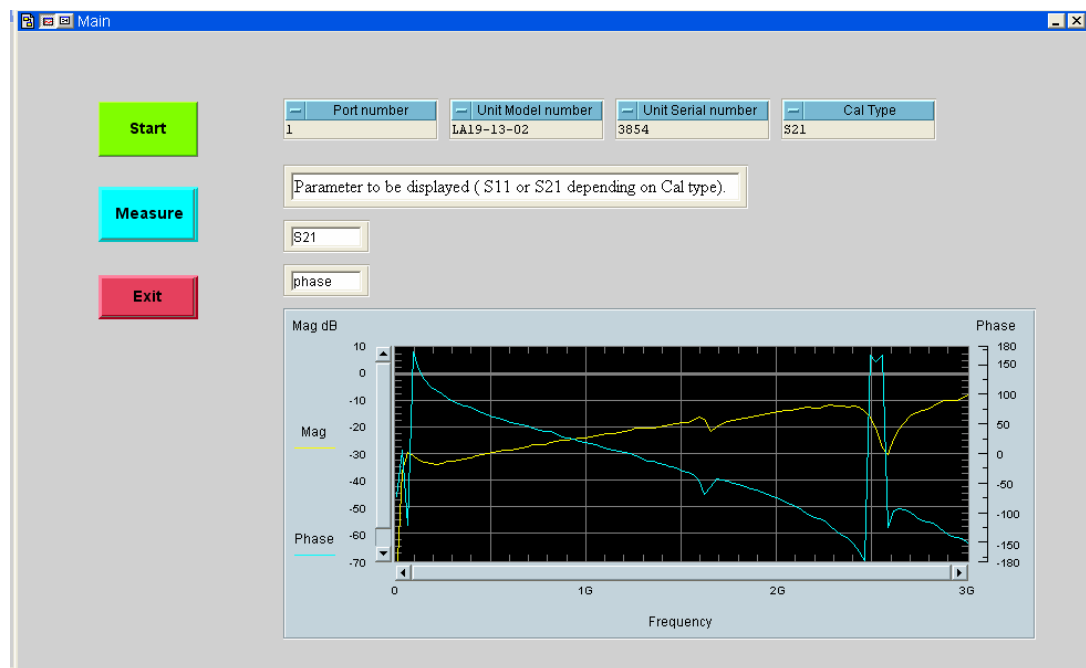 Main
Start
Measure
Exit
Port number
1
Unit Model number
LA19-13-02
Unit Serial number
3854
Cal Type
S21
Parameter to be displayed ( S11 or S21 depending on Cal type).
S21
phase
Mag dB
Phase
10
0
-10
-20
-30
-40
-50
-60
-70
Mag
Phase
180
150
100
50
0
-50
-100
-150
-180
0
1G
2G
3G
Frequency